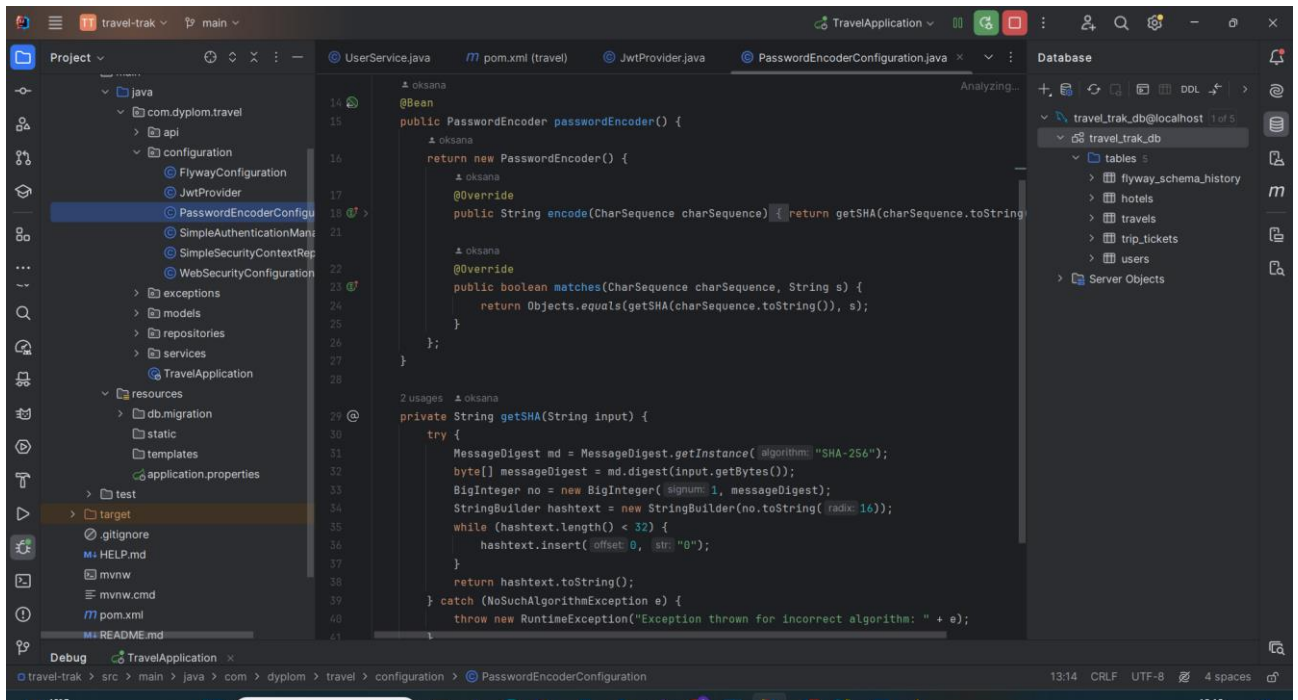 travel-trak main TravelApplication
Project
UserService.java pom.xml (travel) JwtProvider.java PasswordEncoderConfiguration.java
Database
java
com.dyplom.travel
api
configuration
FlywayConfiguration
JwtProvider
PasswordEncoderConfigu
SimpleAuthenticationMana
SimpleSecurityContextRep
WebSecurityConfiguration
exceptions
models
repositories
services
TravelApplication
resources
db.migration
static
templates
application.properties
test
target
.gitignore
HELP.md
mvnw
mvnw.cmd
pom.xml
README.md
oksana Analyzing...
14 @Bean
15 public PasswordEncoder passwordEncoder() {
oksana
16 return new PasswordEncoder() {
oksana
17 @Override
18 public String encode(CharSequence charSequence) { return getSHA(charSequence.toString
21
oksana
22 @Override
23 public boolean matches(CharSequence charSequence, String s) {
24 return Objects.equals(getSHA(charSequence.toString()), s);
25 }
26 };
27 }
28
2 usages oksana
29 private String getSHA(String input) {
30 try {
31 MessageDigest md = MessageDigest.getInstance( algorithm: "SHA-256");
32 byte[] messageDigest = md.digest(input.getBytes());
33 BigInteger no = new BigInteger( signum: 1, messageDigest);
34 StringBuilder hashtext = new StringBuilder(no.toString( radix: 16));
35 while (hashtext.length() < 32) {
36 hashtext.insert( offset: 0, str: "0");
37 }
38 return hashtext.toString();
39 } catch (NoSuchAlgorithmException e) {
40 throw new RuntimeException("Exception thrown for incorrect algorithm: " + e);
41 }
DDL
travel_trak_db@localhost 1 of 5
travel_trak_db
tables 5
flyway_schema_history
hotels
travels
trip_tickets
users
Server Objects
Debug TravelApplication
travel-trak > src > main > java > com > dyplom > travel > configuration > PasswordEncoderConfiguration 13:14 CRLF UTF-8 4 spaces